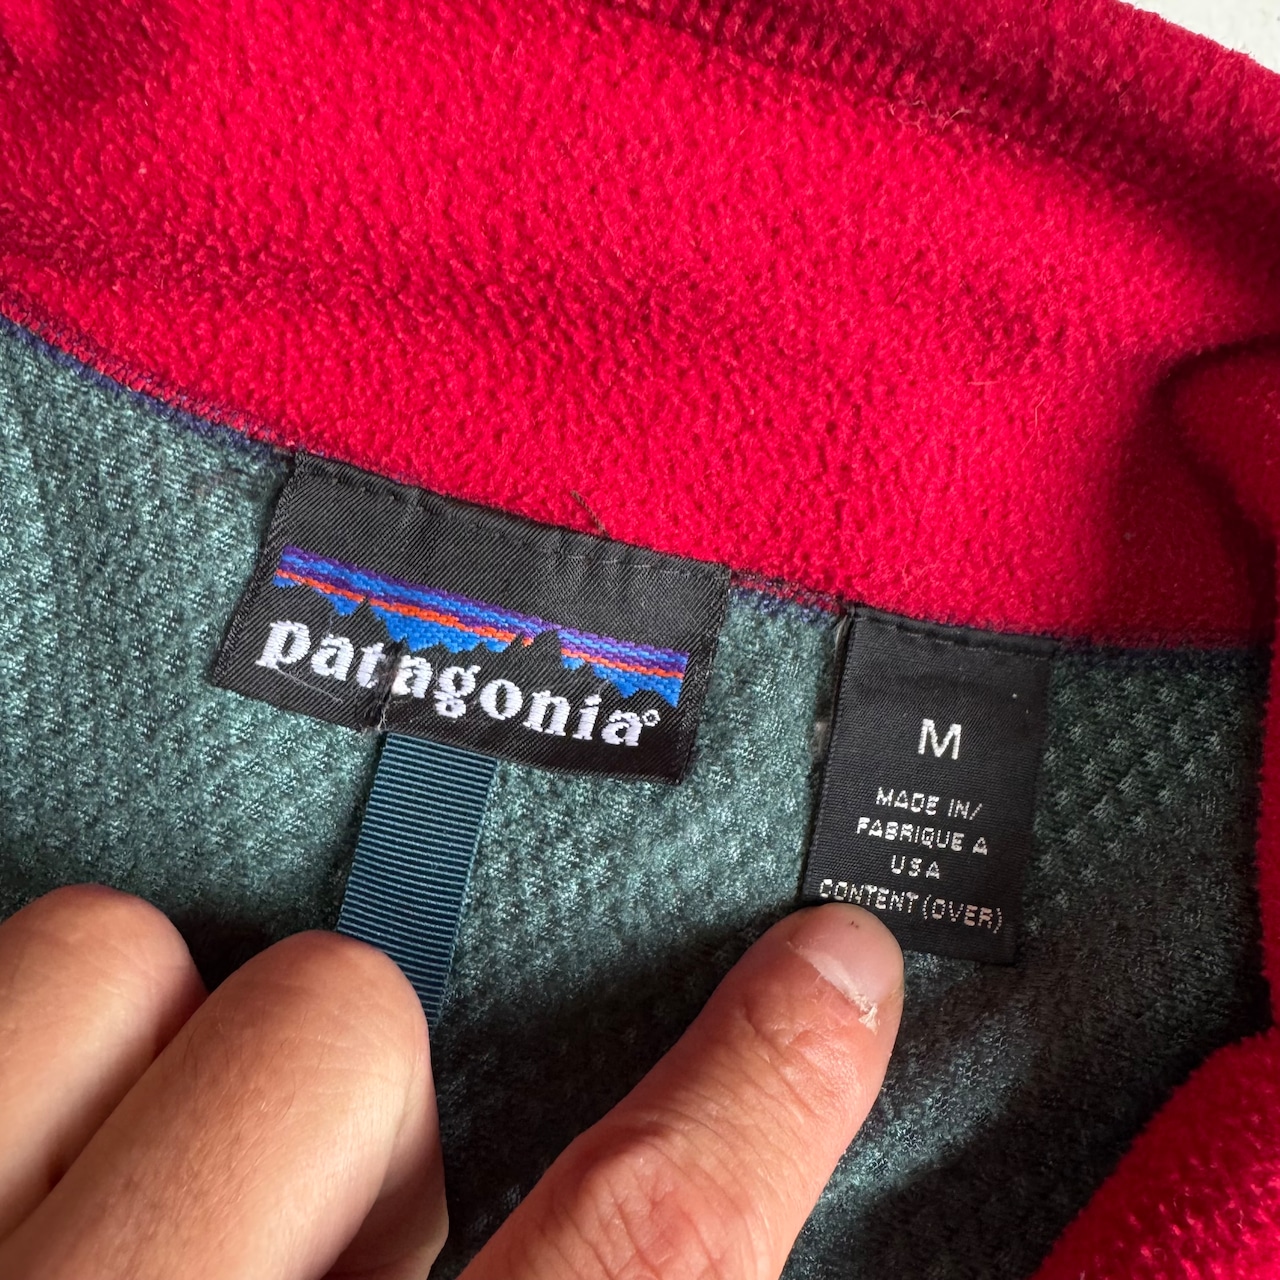 patagonia®
M
MADE IN/
FABRIQUE A
USA
CONTENT (OVER)